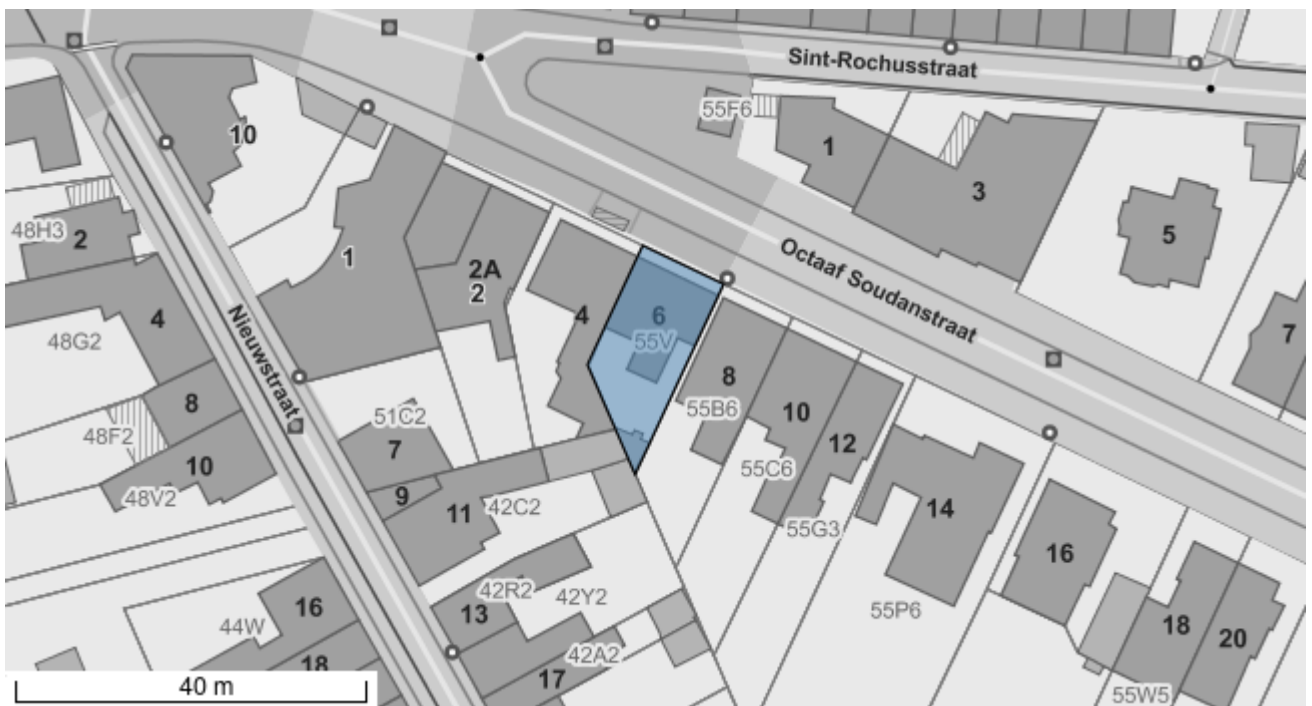 Sint-Rochusstraat
55F6
10
1
3
48H3
2
5
1
2A
2
Octaaf Soudanstraat
4
6
4
48G2
Nieuwstraat
55V
7
8
8
55B6
51C2
10
48F2
7
12
10
55C6
48V2
9
42C2
11
55G3
14
16
42R2
42Y2
16
13
44W
55P6
18
18
20
42A2
17
40 m
55W5